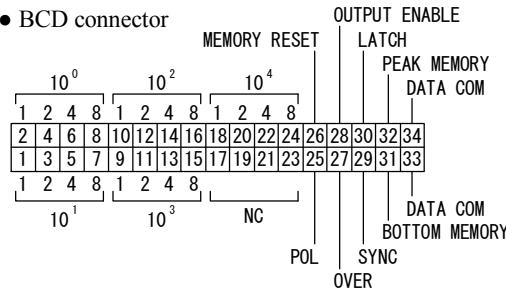 ● BCD connector
OUTPUT ENABLE
MEMORY RESET
LATCH
PEAK MEMORY
DATA COM
10⁰ 10² 10⁴
1 2 4 8 1 2 4 8 1 2 4 8
2 4 6 8 10 12 14 16 18 20 22 24 26 28 30 32 34
1 3 5 7 9 11 13 15 17 19 21 23 25 27 29 31 33
1 2 4 8 1 2 4 8
10¹ 10³ NC
DATA COM
BOTTOM MEMORY
POL
SYNC
OVER